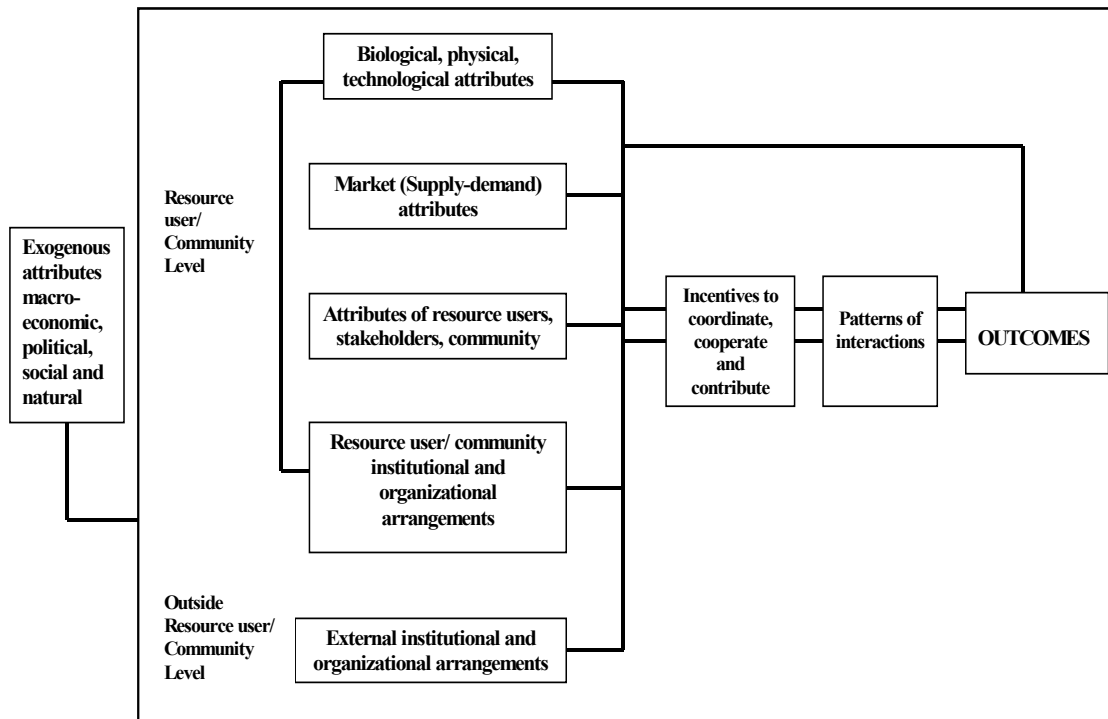 Exogenous
attributes
macro-
economic,
political,
social and
natural
Resource
user/
Community
Level
Biological, physical,
technological attributes
Market (Supply-demand)
attributes
Attributes of resource users,
stakeholders, community
Resource user/ community
institutional and
organizational
arrangements
Outside
Resource user/
Community
Level
External institutional and
organizational arrangements
Incentives to
coordinate,
cooperate
and
contribute
Patterns of
interactions
OUTCOMES